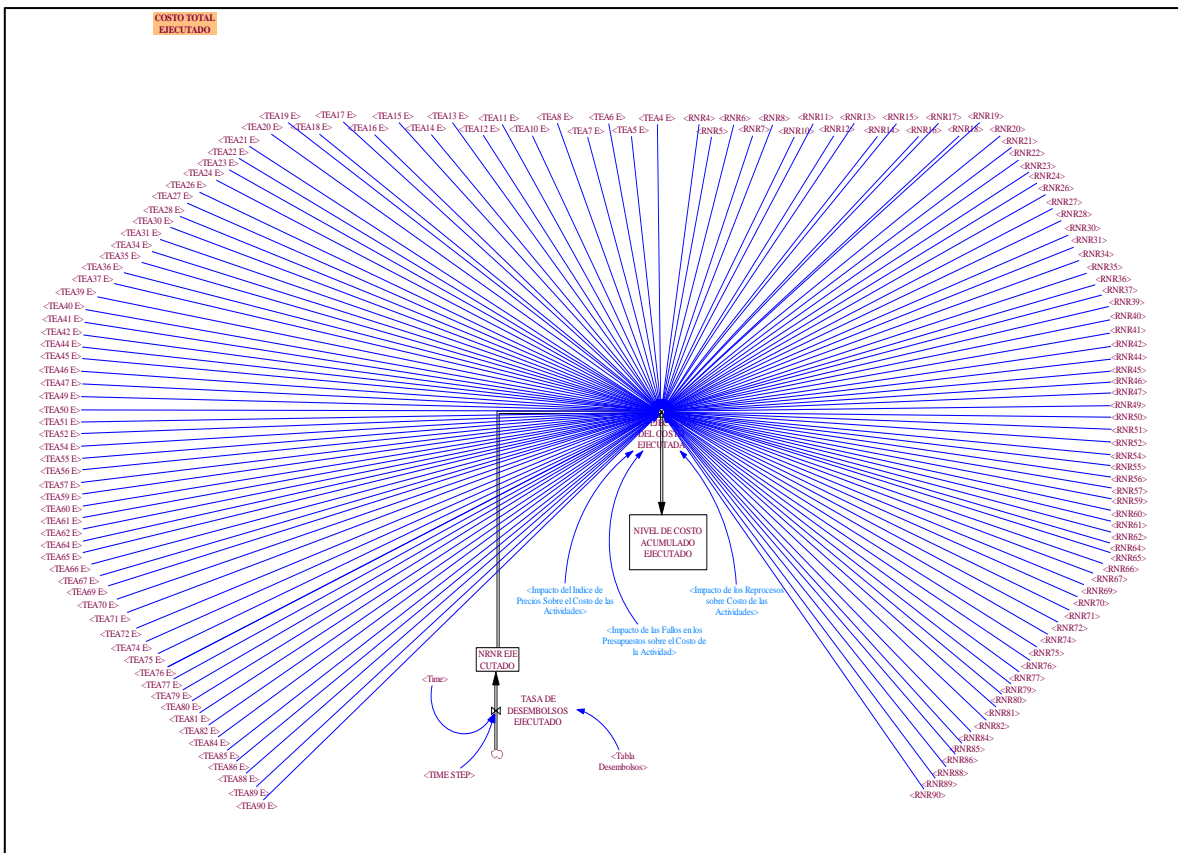 COSTO TOTAL
EJECUTADO
<TEA19 E>
<TEA17 E>
<TEA15 E>
<TEA13 E>
<TEA11 E>
<TEA8 E>
<TEA6 E>
<TEA4 E>
<RNR4>
<RNR6>
<RNR8>
<RNR11>
<RNR13>
<RNR15>
<RNR17>
<RNR19>
<TEA20 E>
<TEA18 E>
<TEA16 E>
<TEA14 E>
<TEA12 E>
<TEA10 E>
<TEA7 E>
<TEA5 E>
<RNR5>
<RNR7>
<RNR10>
<RNR12>
<RNR14>
<RNR16>
<RNR18>
<RNR20>
<TEA21 E>
<TEA22 E>
<TEA23 E>
<TEA24 E>
<TEA26 E>
<TEA27 E>
<TEA28 E>
<TEA30 E>
<TEA31 E>
<TEA34 E>
<TEA35 E>
<TEA36 E>
<TEA37 E>
<TEA39 E>
<TEA40 E>
<TEA41 E>
<TEA42 E>
<TEA44 E>
<TEA45 E>
<TEA46 E>
<TEA47 E>
<TEA49 E>
<TEA50 E>
<TEA51 E>
<TEA52 E>
<TEA54 E>
<TEA55 E>
<TEA56 E>
<TEA57 E>
<TEA59 E>
<TEA60 E>
<TEA61 E>
<TEA62 E>
<TEA64 E>
<TEA65 E>
<TEA66 E>
<TEA67 E>
<TEA69 E>
<TEA70 E>
<TEA71 E>
<TEA72 E>
<TEA74 E>
<TEA75 E>
<TEA76 E>
<TEA77 E>
<TEA79 E>
<TEA80 E>
<TEA81 E>
<TEA82 E>
<TEA84 E>
<TEA85 E>
<TEA86 E>
<TEA88 E>
<TEA89 E>
<TEA90 E>
<RNR21>
<RNR22>
<RNR23>
<RNR24>
<RNR26>
<RNR27>
<RNR28>
<RNR30>
<RNR31>
<RNR34>
<RNR35>
<RNR36>
<RNR37>
<RNR39>
<RNR40>
<RNR41>
<RNR42>
<RNR44>
<RNR45>
<RNR46>
<RNR47>
<RNR49>
<RNR50>
<RNR51>
<RNR52>
<RNR54>
<RNR55>
<RNR56>
<RNR57>
<RNR59>
<RNR60>
<RNR61>
<RNR62>
<RNR64>
<RNR65>
<RNR66>
<RNR67>
<RNR69>
<RNR70>
<RNR71>
<RNR72>
<RNR74>
<RNR75>
<RNR76>
<RNR77>
<RNR79>
<RNR80>
<RNR81>
<RNR82>
<RNR84>
<RNR85>
<RNR86>
<RNR88>
<RNR89>
<RNR90>
DEL COSTO
EJECUTADA
NIVEL DE COSTO
ACUMULADO
EJECUTADO
<Impacto del Indice de
Precios Sobre el Costo de las
Actividades>
<Impacto de los Reprocesos
sobre Costo de las
Actividades>
<Impacto de las Fallos en los
Presupuestos sobre el Costo de
la Actividad>
NRNR EJE
CUTADO
<Time>
TASA DE
DESEMBOLSOS
EJECUTADO
<TIME STEP>
<Tabla
Desembolsos>